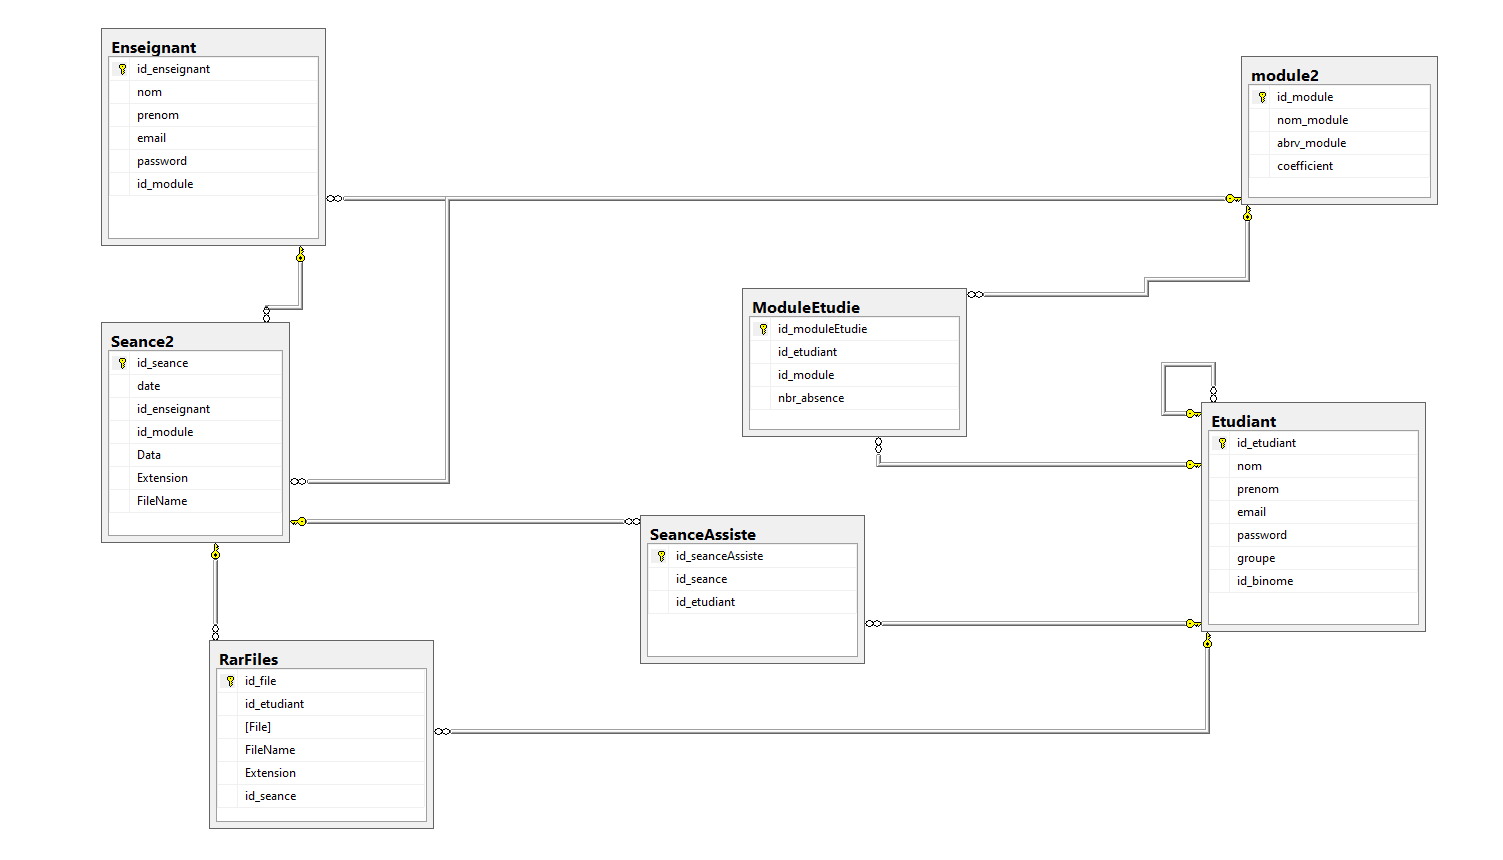 Enseignant
id_enseignant
nom
prenom
email
password
id_module
module2
id_module
nom_module
abrv_module
coefficient
ModuleEtudie
id_moduleEtudie
id_etudiant
id_module
nbr_absence
Seance2
id_seance
date
id_enseignant
id_module
Data
Extension
FileName
Etudiant
id_etudiant
nom
prenom
email
password
groupe
id_binome
SeanceAssiste
id_seanceAssiste
id_seance
id_etudiant
RarFiles
id_file
id_etudiant
[File]
FileName
Extension
id_seance